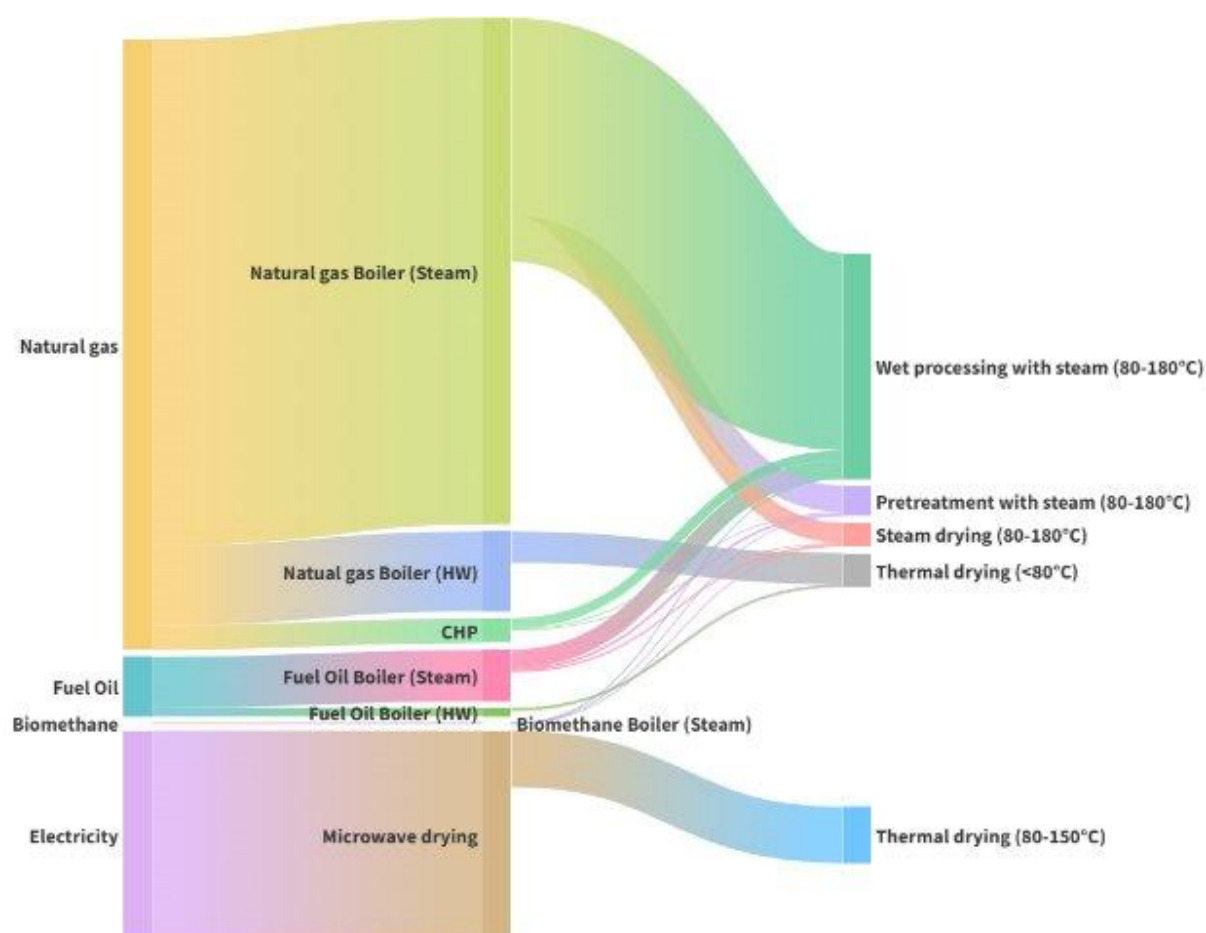 Natural gas
Fuel Oil
Biomethane
Electricity
Natural gas Boiler (Steam)
Natual gas Boiler (HW)
CHP
Fuel Oil Boiler (Steam)
Fuel Oil Boiler (HW)
Biomethane Boiler (Steam)
Microwave drying
Wet processing with steam (80-180°C)
Pretreatment with steam (80-180°C)
Steam drying (80-180°C)
Thermal drying (<80°C)
Thermal drying (80-150°C)